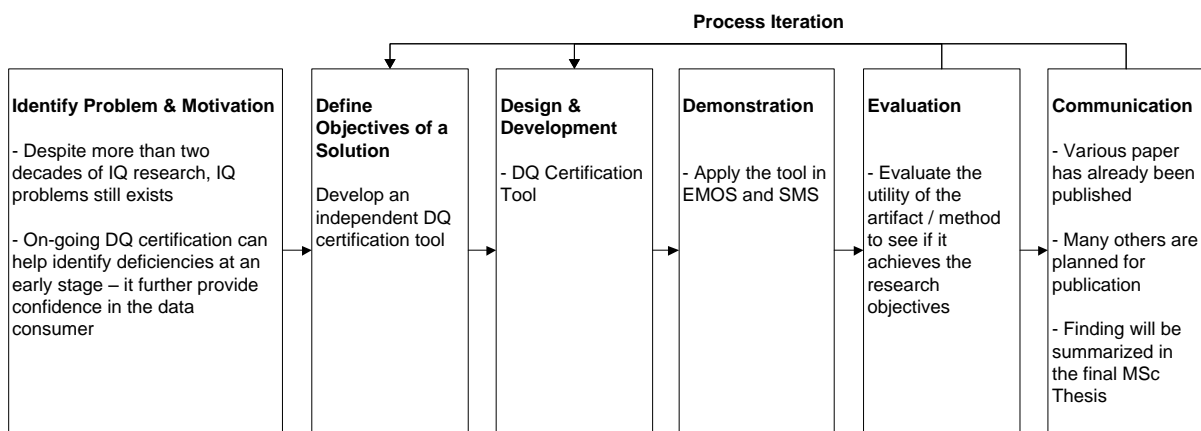 Process Iteration
Identify Problem & Motivation
- Despite more than two
decades of IQ research, IQ
problems still exists
- On-going DQ certification can
help identify deficiencies at an
early stage – it further provide
confidence in the data
consumer
Define
Objectives of a
Solution
Develop an
independent DQ
certification tool
Design &
Development
- DQ Certification
Tool
Demonstration
- Apply the tool in
EMOS and SMS
Evaluation
- Evaluate the
utility of the
artifact / method
to see if it
achieves the
research
objectives
Communication
- Various paper
has already been
published
- Many others are
planned for
publication
- Finding will be
summarized in
the final MSc
Thesis